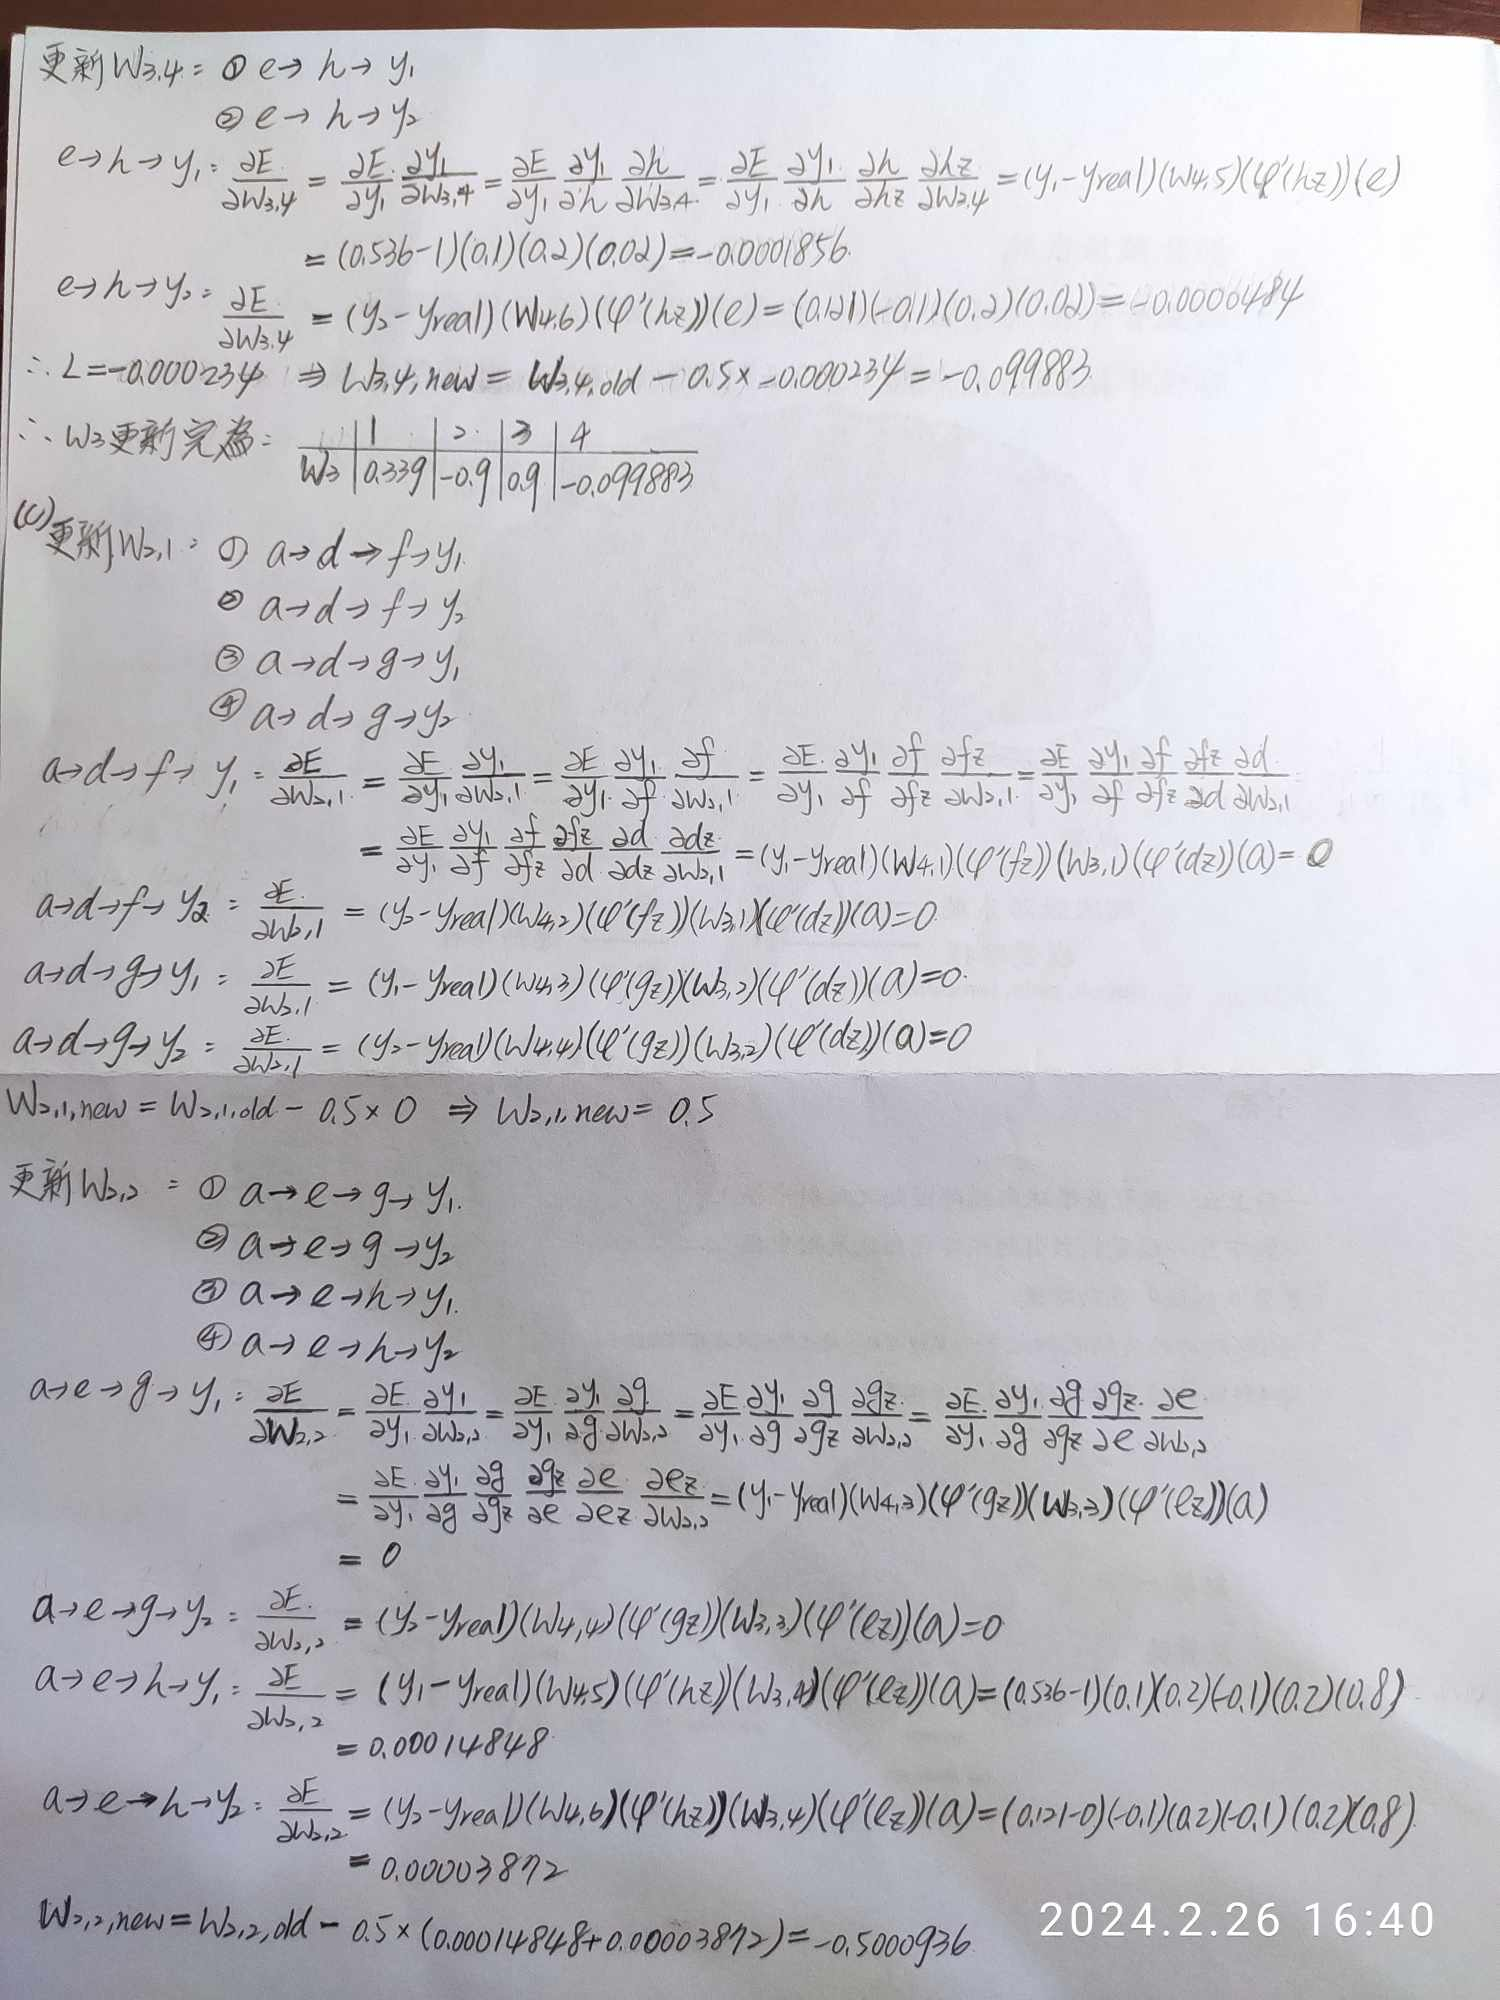 更新W3,4 = ① e→h→y1
② e→h→y2
e→h→y1 : ∂E/∂W3,4 = ∂E/∂y1 ∂y1/∂W3,4 = ∂E/∂y1 ∂y1/∂h ∂h/∂W3,4 = ∂E/∂y1 ∂y1/∂h ∂h/∂hz ∂hz/∂W3,4 = (y1-yreal)(W4,5)(φ'(hz))(e)
= (0.536-1)(0.1)(0.2)(0.02) = -0.0001856
e→h→y2 : ∂E/∂W3,4 = (y2-yreal)(W4,6)(φ'(hz))(e) = (0.121)(-0.1)(0.2)(0.02) = -0.0000484
∴ L = -0.000234 ⇒ W3,4,new = W3,4,old - 0.5× -0.000234 = -0.099883
∴ W3更新完為 :
1 | 2 | 3 | 4
W3 | 0.339 | -0.9 | 0.9 | -0.099883
(C)更新W2,1 : ① a→d→f→y1
② a→d→f→y2
③ a→d→g→y1
④ a→d→g→y2
a→d→f→y1 : ∂E/∂W2,1 = ∂E/∂y1 ∂y1/∂W2,1 = ∂E/∂y1 ∂y1/∂f ∂f/∂W2,1 = ∂E/∂y1 ∂y1/∂f ∂f/∂fz ∂fz/∂W2,1 = ∂E/∂y1 ∂y1/∂f ∂f/∂fz ∂fz/∂d ∂d/∂W2,1
= ∂E/∂y1 ∂y1/∂f ∂f/∂fz ∂fz/∂d ∂d/∂dz ∂dz/∂W2,1 = (y1-yreal)(W4,1)(φ'(fz))(W3,1)(φ'(dz))(a) = 0
a→d→f→y2 : ∂E/∂W2,1 = (y2-yreal)(W4,2)(φ'(fz))(W3,1)(φ'(dz))(a) = 0
a→d→g→y1 : ∂E/∂W2,1 = (y1-yreal)(W4,3)(φ'(gz))(W3,2)(φ'(dz))(a) = 0
a→d→g→y2 : ∂E/∂W2,1 = (y2-yreal)(W4,4)(φ'(gz))(W3,2)(φ'(dz))(a) = 0
W2,1,new = W2,1,old - 0.5×0 ⇒ W2,1,new = 0.5
更新W2,2 : ① a→e→g→y1
② a→e→g→y2
③ a→e→h→y1
④ a→e→h→y2
a→e→g→y1 : ∂E/∂W2,2 = ∂E/∂y1 ∂y1/∂W2,2 = ∂E/∂y1 ∂y1/∂g ∂g/∂W2,2 = ∂E/∂y1 ∂y1/∂g ∂g/∂gz ∂gz/∂W2,2 = ∂E/∂y1 ∂y1/∂g ∂g/∂gz ∂gz/∂e ∂e/∂W2,2
= ∂E/∂y1 ∂y1/∂g ∂g/∂gz ∂gz/∂e ∂e/∂ez ∂ez/∂W2,2 = (y1-yreal)(W4,3)(φ'(gz))(W3,3)(φ'(ez))(a)
= 0
a→e→g→y2 : ∂E/∂W2,2 = (y2-yreal)(W4,4)(φ'(gz))(W3,3)(φ'(ez))(a) = 0
a→e→h→y1 : ∂E/∂W2,2 = (y1-yreal)(W4,5)(φ'(hz))(W3,4)(φ'(ez))(a) = (0.536-1)(0.1)(0.2)(-0.1)(0.2)(0.8)
= 0.00014848
a→e→h→y2 : ∂E/∂W2,2 = (y2-yreal)(W4,6)(φ'(hz))(W3,4)(φ'(ez))(a) = (0.121-0)(-0.1)(0.2)(-0.1)(0.2)(0.8)
= 0.00003872
W2,2,new = W2,2,old - 0.5×(0.00014848+0.00003872) = -0.5000936
2024.2.26 16:40